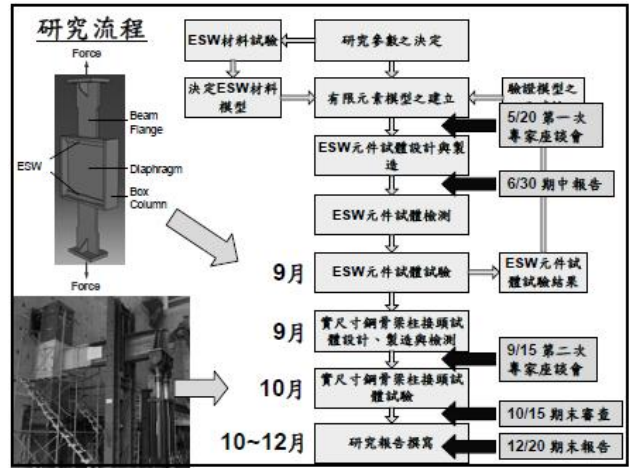 研究流程
Force
Beam
Flange
ESW
Diaphragm
Box
Column
Force
ESW材料試驗
研究參數之決定
決定ESW材料
模型
有限元素模型之建立
驗證模型之
5/20 第一次
專家座談會
ESW元件試體設計與製
造
6/30 期中報告
ESW元件試體檢測
9月
ESW元件試體試驗
ESW元件試
體試驗結果
9月
實尺寸鋼骨梁柱接頭試
體設計、製造與檢測
9/15 第二次
專家座談會
10月
實尺寸鋼骨梁柱接頭試
體試驗
10/15 期末審查
10~12月
研究報告撰寫
12/20 期末報告